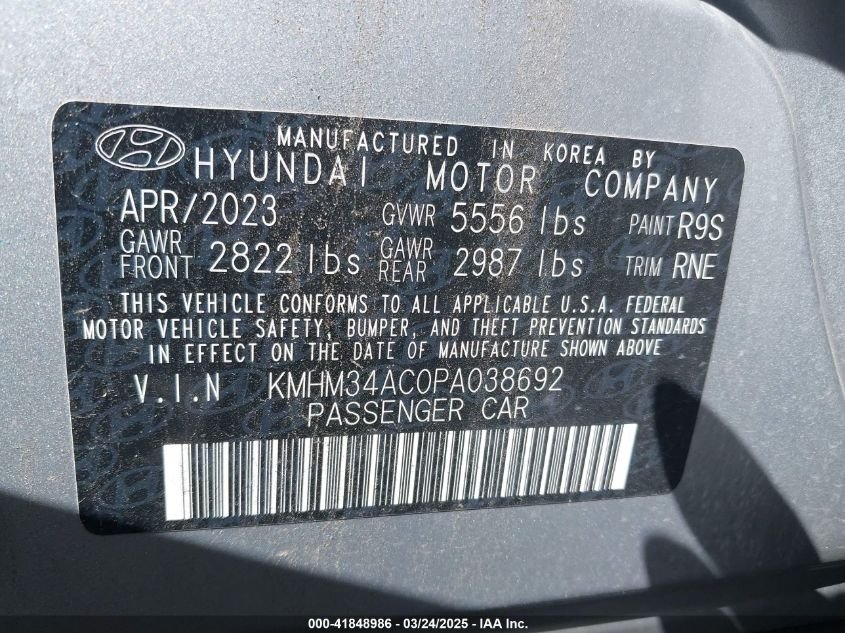 MANUFACTURED IN KOREA BY
HYUNDAI MOTOR COMPANY
APR/2023 GVWR 5556 lbs PAINT R9S
GAWR FRONT 2822 lbs GAWR REAR 2987 lbs TRIM RNE
THIS VEHICLE CONFORMS TO ALL APPLICABLE U.S.A. FEDERAL
MOTOR VEHICLE SAFETY, BUMPER, AND THEFT PREVENTION STANDARDS
IN EFFECT ON THE DATE OF MANUFACTURE SHOWN ABOVE
V.I.N KMHM34AC0PA038692
PASSENGER CAR
000-41848986 - 03/24/2025 - IAA Inc.